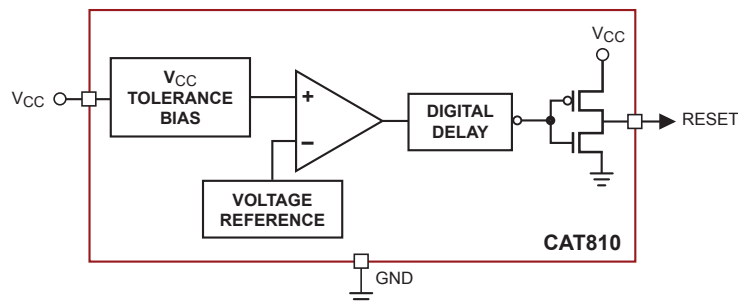 VCC
VCC
VCC
TOLERANCE
BIAS
+
−
VOLTAGE
REFERENCE
DIGITAL
DELAY
RESET
CAT810
GND